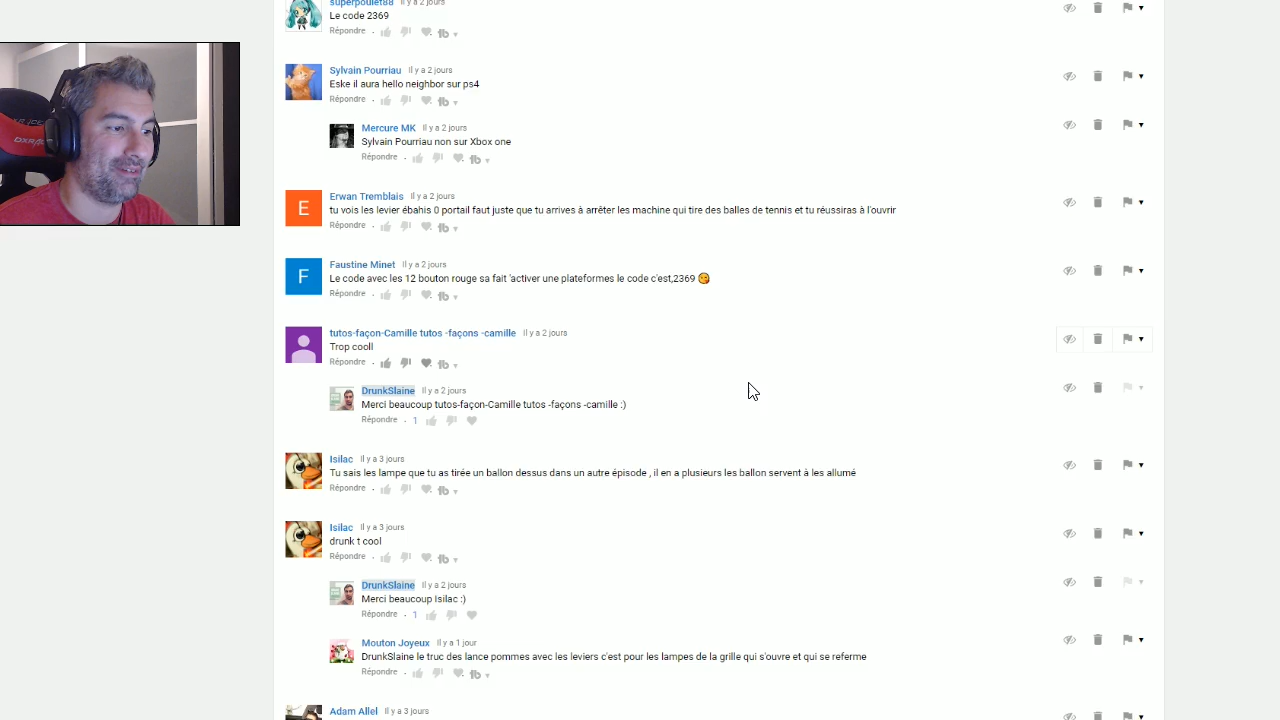 superpoulet88 Il y a 2 jours
Le code 2369
Répondre
Sylvain Pourriau Il y a 2 jours
Eske il aura hello neighbor sur ps4
Répondre
Mercure MK Il y a 2 jours
Sylvain Pourriau non sur Xbox one
Répondre
E
Erwan Tremblais Il y a 2 jours
tu vois les levier ébahis 0 portail faut juste que tu arrives à arrêter les machine qui tire des balles de tennis et tu réussiras à l'ouvrir
Répondre
F
Faustine Minet Il y a 2 jours
Le code avec les 12 bouton rouge sa fait 'activer une plateformes le code c'est,2369 😋
Répondre
tutos-façon-Camille tutos -façons -camille Il y a 2 jours
Trop cooll
Répondre
DrunkSlaine Il y a 2 jours
Merci beaucoup tutos-façon-Camille tutos -façons -camille :)
Répondre 1
Isilac Il y a 3 jours
Tu sais les lampe que tu as tirée un ballon dessus dans un autre épisode , il en a plusieurs les ballon servent à les allumé
Répondre
Isilac Il y a 3 jours
drunk t cool
Répondre
DrunkSlaine Il y a 2 jours
Merci beaucoup Isilac :)
Répondre 1
Mouton Joyeux Il y a 1 jour
DrunkSlaine le truc des lance pommes avec les leviers c'est pour les lampes de la grille qui s'ouvre et qui se referme
Répondre
Adam Allel Il y a 3 jours